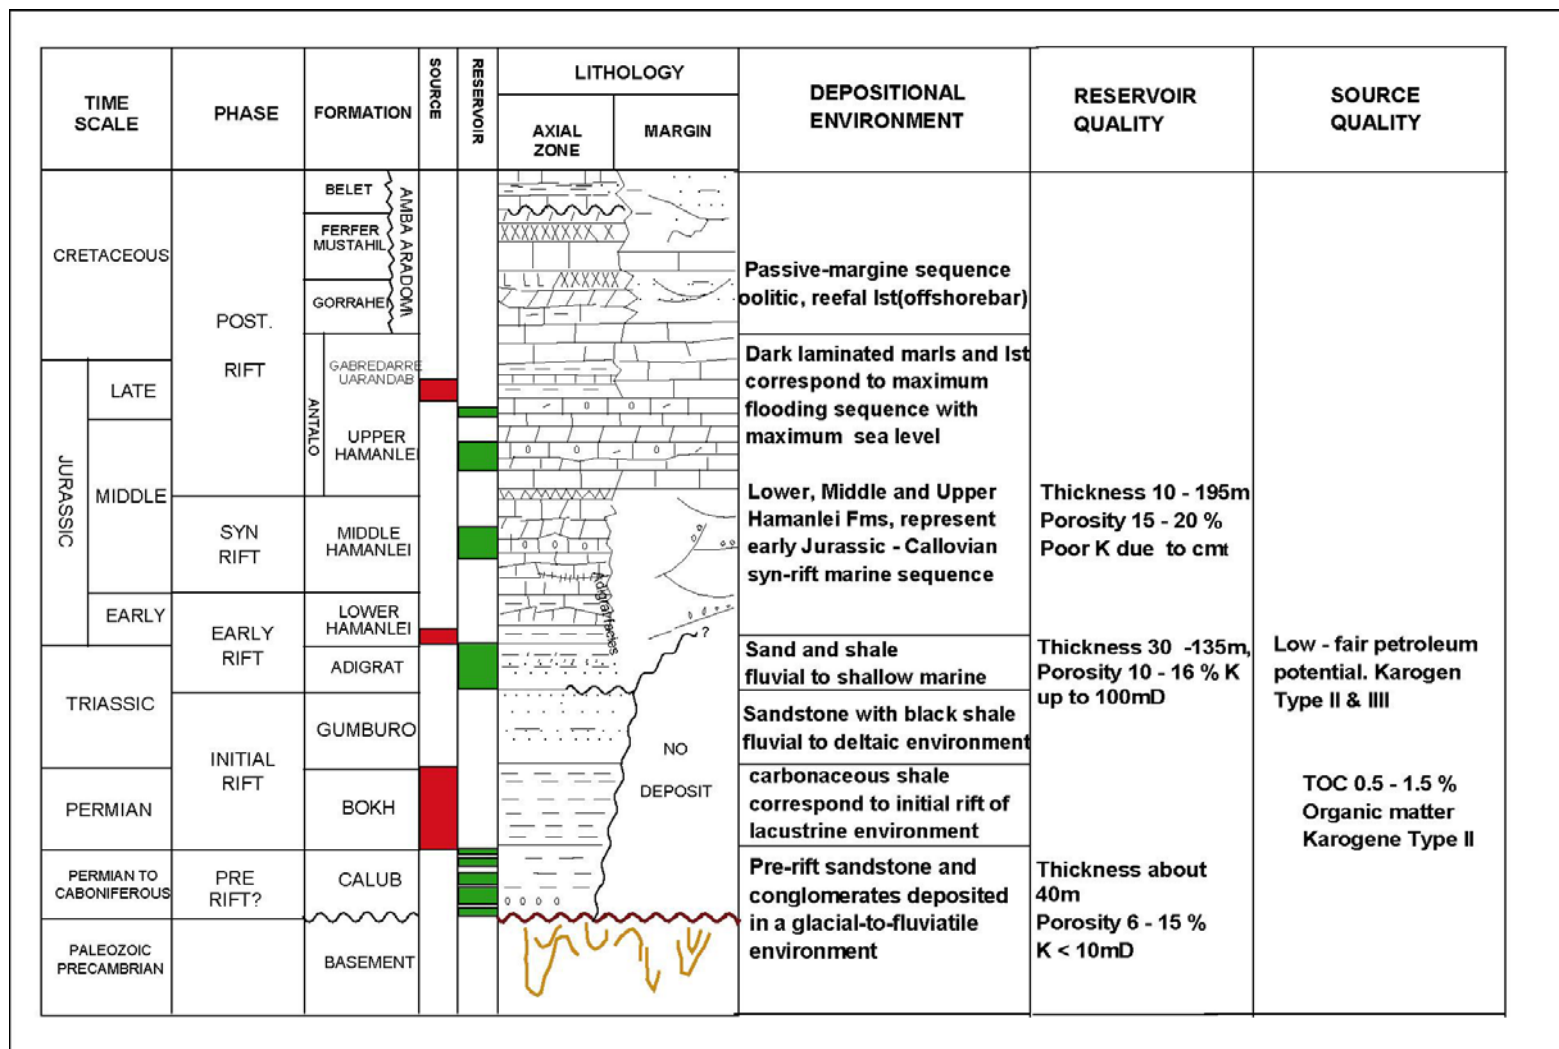 TIME
SCALE
PHASE
FORMATION
SOURCE
RESERVOIR
LITHOLOGY
AXIAL
ZONE
MARGIN
DEPOSITIONAL
ENVIRONMENT
RESERVOIR
QUALITY
SOURCE
QUALITY
CRETACEOUS
JURASSIC
LATE
MIDDLE
EARLY
TRIASSIC
PERMIAN
PERMIAN TO
CABONIFEROUS
PALEOZOIC
PRECAMBRIAN
POST.
RIFT
SYN
RIFT
EARLY
RIFT
INITIAL
RIFT
PRE
RIFT?
BELET
FERFER
MUSTAHIL
GORRAHEI
AMBA ARADOMI
ANTALO
GABREDARRE
UARANDAB
UPPER
HAMANLEI
MIDDLE
HAMANLEI
LOWER
HAMANLEI
ADIGRAT
GUMBURO
BOKH
CALUB
BASEMENT
Adigrat facies
?
NO
DEPOSIT
Passive-margine sequence
oolitic, reefal lst(offshorebar)
Dark laminated marls and lst
correspond to maximum
flooding sequence with
maximum sea level
Lower, Middle and Upper
Hamanlei Fms, represent
early Jurassic - Callovian
syn-rift marine sequence
Sand and shale
fluvial to shallow marine
Sandstone with black shale
fluvial to deltaic environment
carbonaceous shale
correspond to initial rift of
lacustrine environment
Pre-rift sandstone and
conglomerates deposited
in a glacial-to-fluviatile
environment
Thickness 10 - 195m
Porosity 15 - 20 %
Poor K due to cmt
Thickness 30 -135m,
Porosity 10 - 16 % K
up to 100mD
Thickness about
40m
Porosity 6 - 15 %
K < 10mD
Low - fair petroleum
potential. Karogen
Type II & IIII
TOC 0.5 - 1.5 %
Organic matter
Karogene Type II